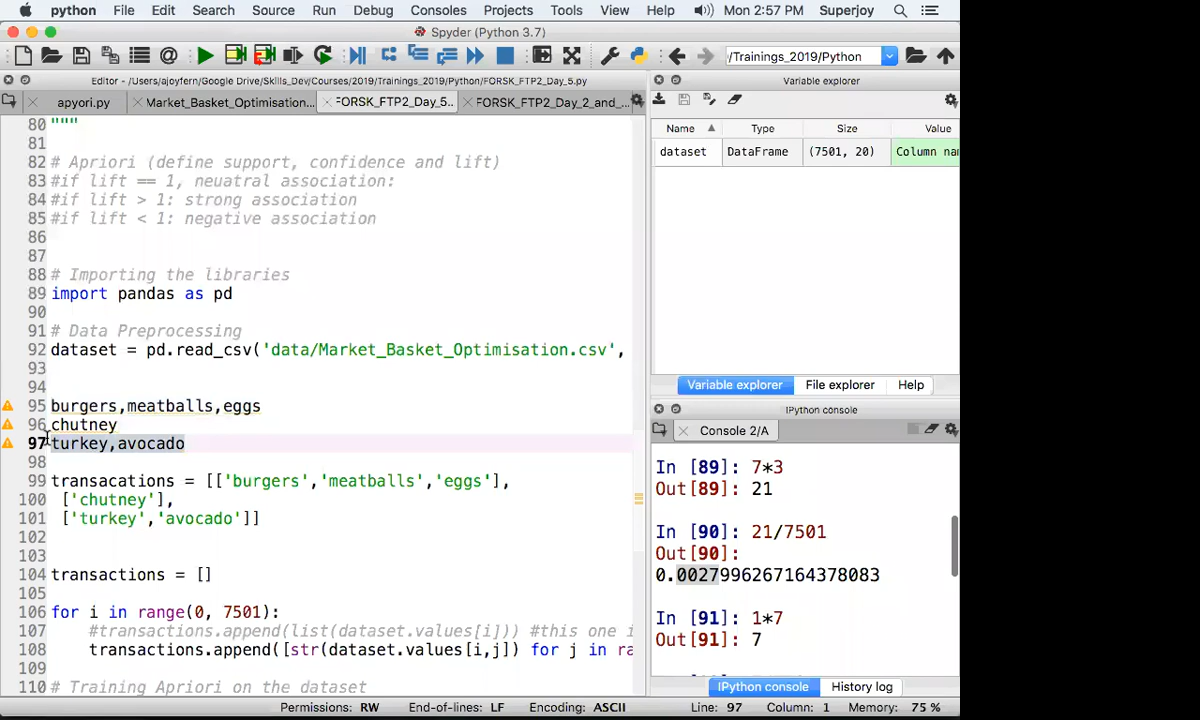 python File Edit Search Source Run Debug Consoles Projects Tools View Help Mon 2:57 PM Superjoy
Spyder (Python 3.7)
/Trainings_2019/Python
Editor - /Users/ajoyfern/Google Drive/Skills_Dev/Courses/2019/Trainings_2019/Python/FORSK_FTP2_Day_5.py
apyori.py Market_Basket_Optimisation... FORSK_FTP2_Day_5... FORSK_FTP2_Day_2_and_...
80 """
81
82 # Apriori (define support, confidence and lift)
83 #if lift == 1, neuatral association:
84 #if lift > 1: strong association
85 #if lift < 1: negative association
86
87
88 # Importing the libraries
89 import pandas as pd
90
91 # Data Preprocessing
92 dataset = pd.read_csv('data/Market_Basket_Optimisation.csv',
93
94
95 burgers,meatballs,eggs
96 chutney
97 turkey,avocado
98
99 transacations = [['burgers','meatballs','eggs'],
100 ['chutney'],
101 ['turkey','avocado']]
102
103
104 transactions = []
105
106 for i in range(0, 7501):
107 #transactions.append(list(dataset.values[i])) #this one i
108 transactions.append([str(dataset.values[i,j]) for j in ra
109
110 # Training Apriori on the dataset
Variable explorer
Name Type Size Value
dataset DataFrame (7501, 20) Column nam
Variable explorer File explorer Help
IPython console
Console 2/A
In [89]: 7*3
Out[89]: 21
In [90]: 21/7501
Out[90]:
0.0027996267164378083
In [91]: 1*7
Out[91]: 7
IPython console History log
Permissions: RW End-of-lines: LF Encoding: ASCII Line: 97 Column: 1 Memory: 75 %